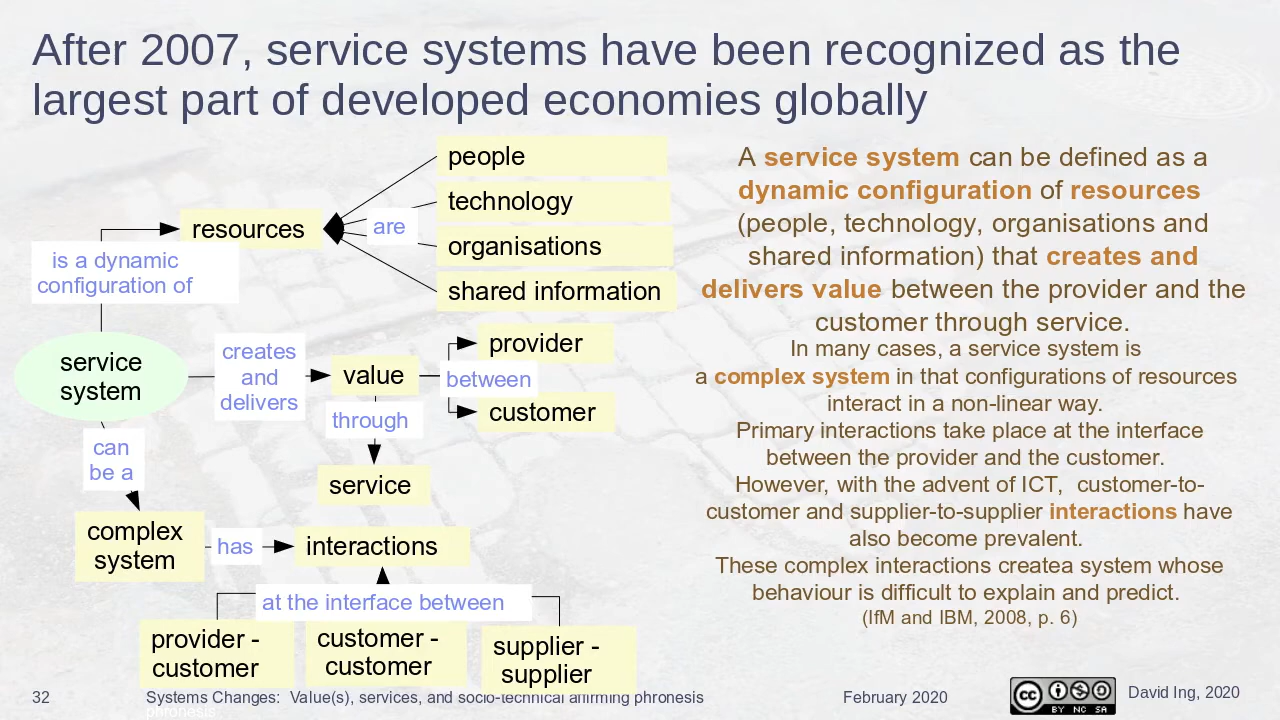 After 2007, service systems have been recognized as the
largest part of developed economies globally
people
technology
resources
are
organisations
is a dynamic
configuration of
shared information
service
system
creates
and
delivers
value
provider
between
customer
through
can
be a
service
complex
system
has
interactions
at the interface between
provider -
customer
customer -
customer
supplier -
supplier
A service system can be defined as a
dynamic configuration of resources
(people, technology, organisations and
shared information) that creates and
delivers value between the provider and the
customer through service.
In many cases, a service system is
a complex system in that configurations of resources
interact in a non-linear way.
Primary interactions take place at the interface
between the provider and the customer.
However, with the advent of ICT,  customer-to-
customer and supplier-to-supplier interactions have
also become prevalent.
These complex interactions createa system whose
behaviour is difficult to explain and predict.
(IfM and IBM, 2008, p. 6)
32
Systems Changes:  Value(s), services, and socio-technical affirming phronesis
phronesis
February 2020
cc
BY NC SA
David Ing, 2020